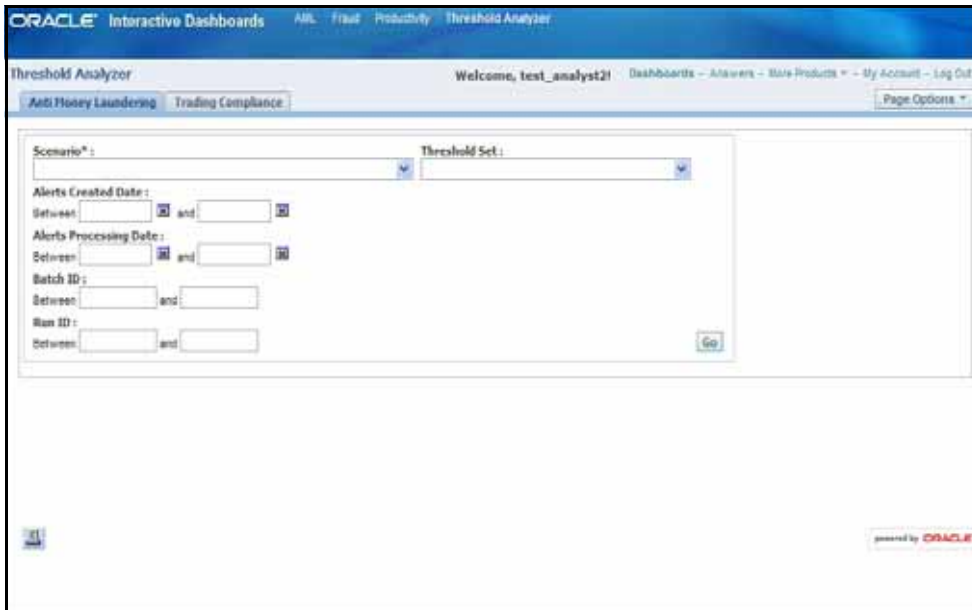 ORACLE Interactive Dashboards AML Fraud Productivity Threshold Analyzer
Threshold Analyzer
Welcome, test_analyst2! Dashboards - Answers - More Products - My Account - Log Out
Anti Money Laundering Trading Compliance
Page Options
Scenario* : Threshold Set :
Alerts Created Date :
Between and
Alerts Processing Date :
Between and
Batch ID :
Between and
Run ID :
Between and
Go
powered by ORACLE